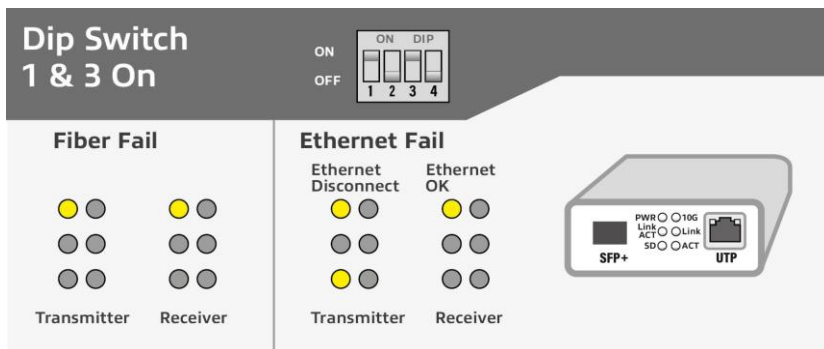 Dip Switch
1 & 3 On
ON
OFF
ON DIP
1 2 3 4
Fiber Fail
Transmitter Receiver
Ethernet Fail
Ethernet
Disconnect
Ethernet
OK
Transmitter Receiver
PWR 10G
Link
ACT Link
SD ACT
SFP+ UTP